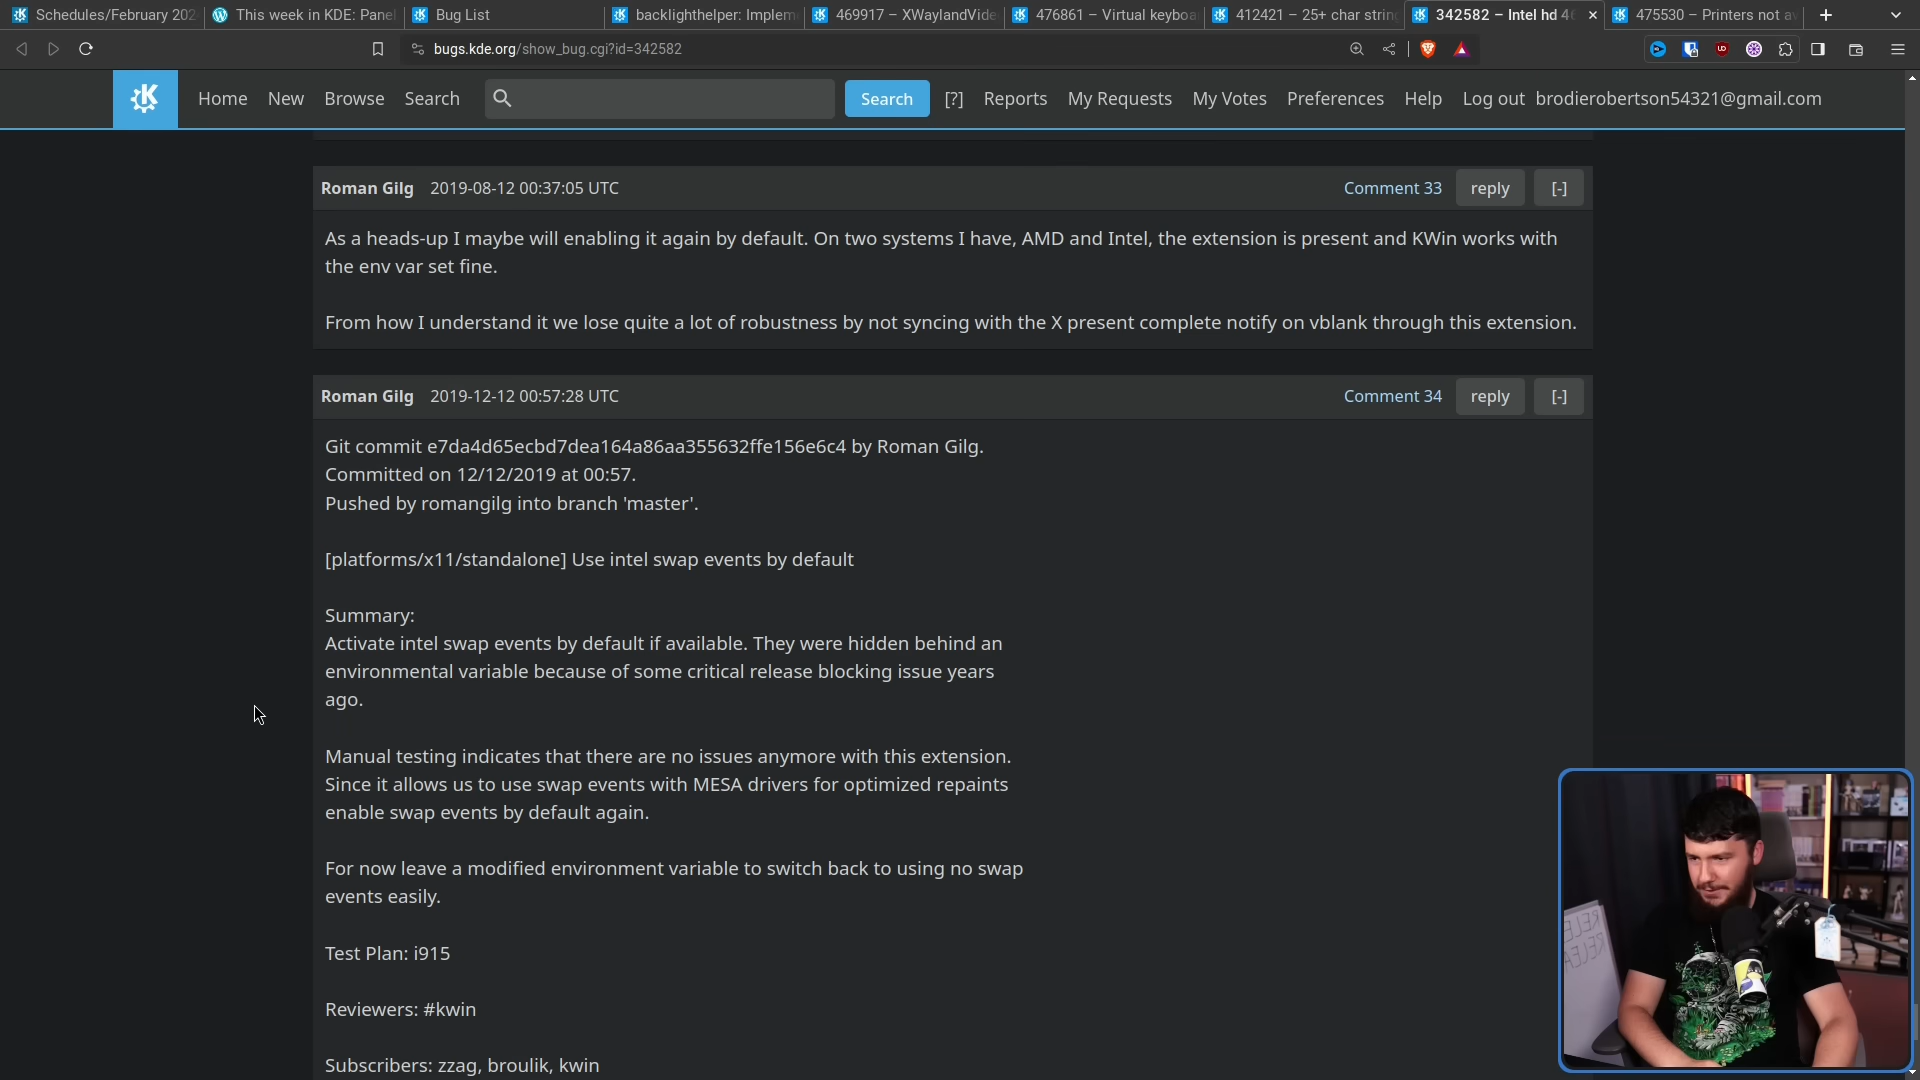 Schedules/February 202
This week in KDE: Panel
Bug List
backlighthelper: Implem
469917 – XWaylandVide
476861 – Virtual keyboa
412421 – 25+ char string
342582 – Intel hd 46
475530 – Printers not av
bugs.kde.org/show_bug.cgi?id=342582
Home New Browse Search Search [?] Reports My Requests My Votes Preferences Help Log out brodierobertson54321@gmail.com
Roman Gilg 2019-08-12 00:37:05 UTC Comment 33 reply [-]
As a heads-up I maybe will enabling it again by default. On two systems I have, AMD and Intel, the extension is present and KWin works with
the env var set fine.
From how I understand it we lose quite a lot of robustness by not syncing with the X present complete notify on vblank through this extension.
Roman Gilg 2019-12-12 00:57:28 UTC Comment 34 reply [-]
Git commit e7da4d65ecbd7dea164a86aa355632ffe156e6c4 by Roman Gilg.
Committed on 12/12/2019 at 00:57.
Pushed by romangilg into branch 'master'.
[platforms/x11/standalone] Use intel swap events by default
Summary:
Activate intel swap events by default if available. They were hidden behind an
environmental variable because of some critical release blocking issue years
ago.
Manual testing indicates that there are no issues anymore with this extension.
Since it allows us to use swap events with MESA drivers for optimized repaints
enable swap events by default again.
For now leave a modified environment variable to switch back to using no swap
events easily.
Test Plan: i915
Reviewers: #kwin
Subscribers: zzag, broulik, kwin